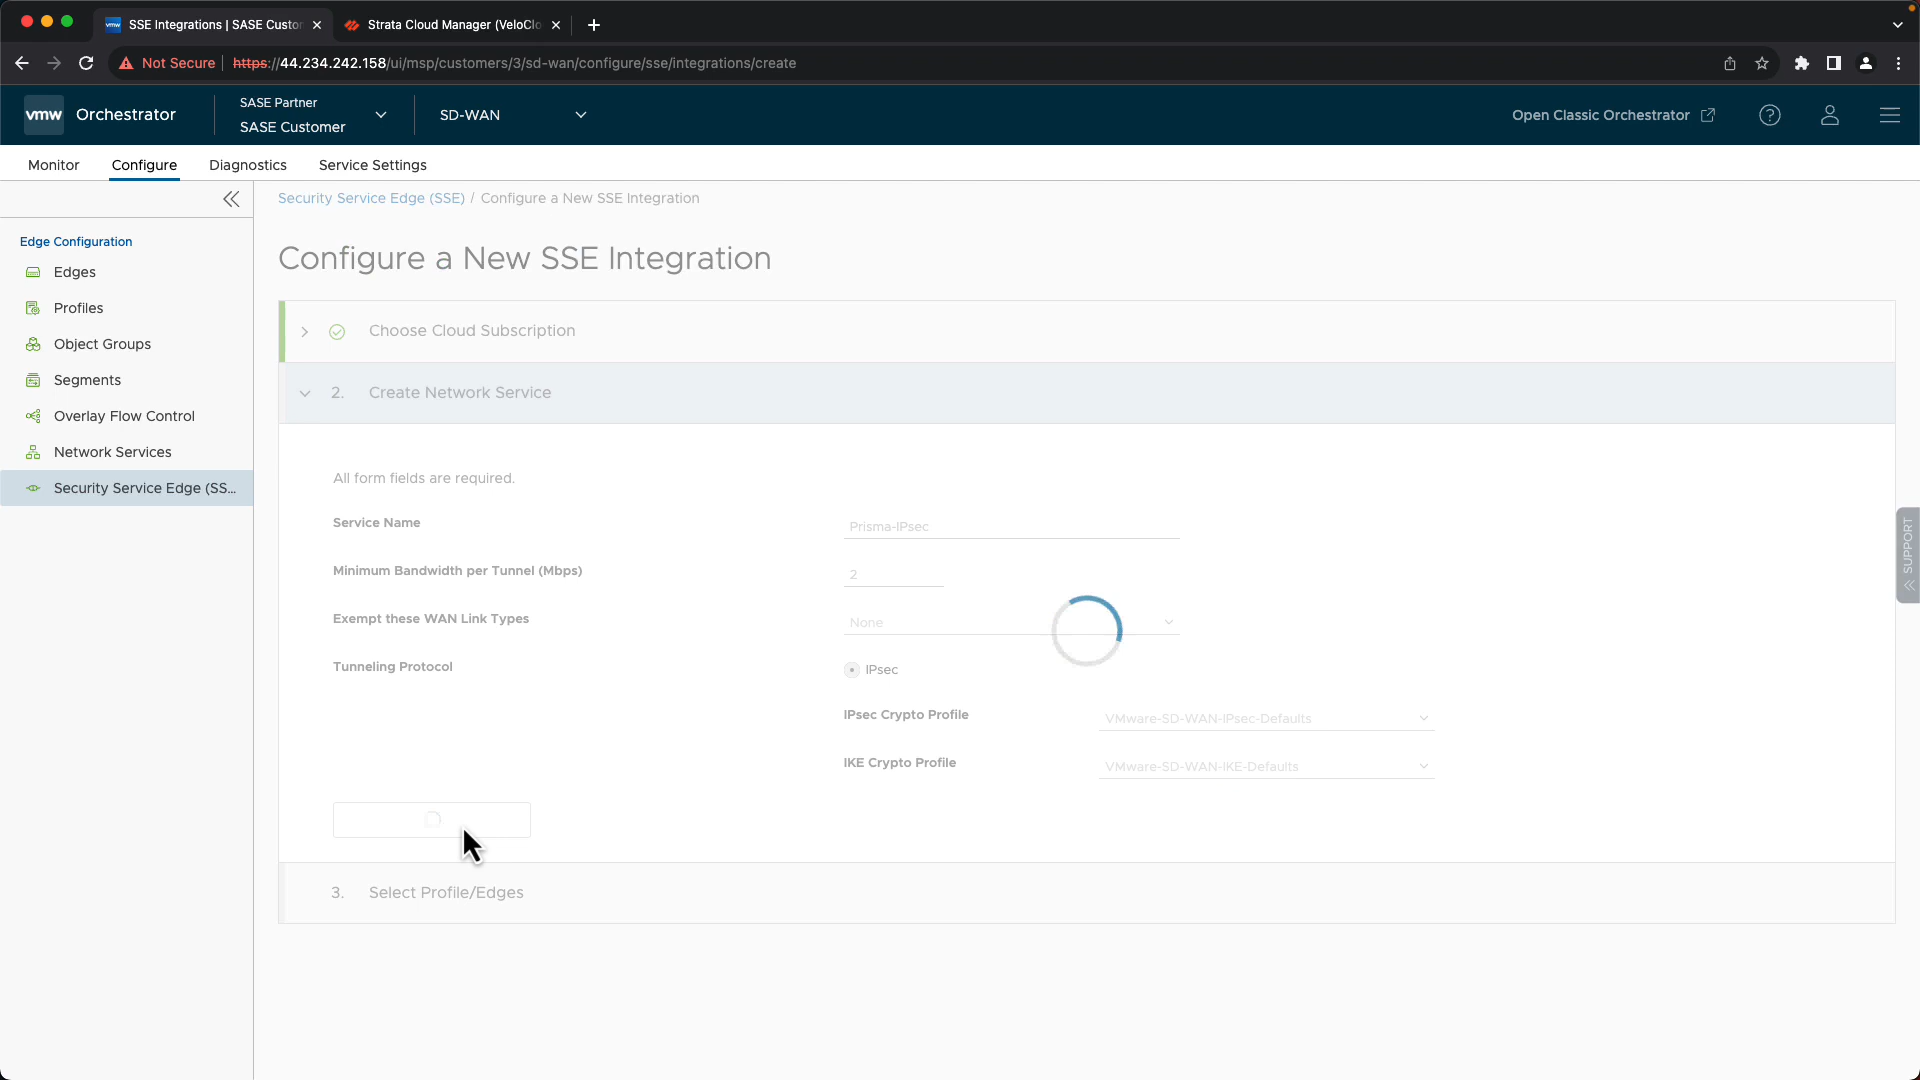 SSE Integrations | SASE Custor
Strata Cloud Manager (VeloClo
Not Secure
https://44.234.242.158/ui/msp/customers/3/sd-wan/configure/sse/integrations/create
vmw Orchestrator
SASE Partner
SASE Customer
SD-WAN
Open Classic Orchestrator
Monitor
Configure
Diagnostics
Service Settings
Security Service Edge (SSE) / Configure a New SSE Integration
Edge Configuration
Edges
Profiles
Object Groups
Segments
Overlay Flow Control
Network Services
Security Service Edge (SS...
Configure a New SSE Integration
Choose Cloud Subscription
2. Create Network Service
All form fields are required.
Service Name
Prisma-IPsec
Minimum Bandwidth per Tunnel (Mbps)
2
Exempt these WAN Link Types
None
Tunneling Protocol
IPsec
IPsec Crypto Profile
VMware-SD-WAN-IPsec-Defaults
IKE Crypto Profile
VMware-SD-WAN-IKE-Defaults
3. Select Profile/Edges
SUPPORT